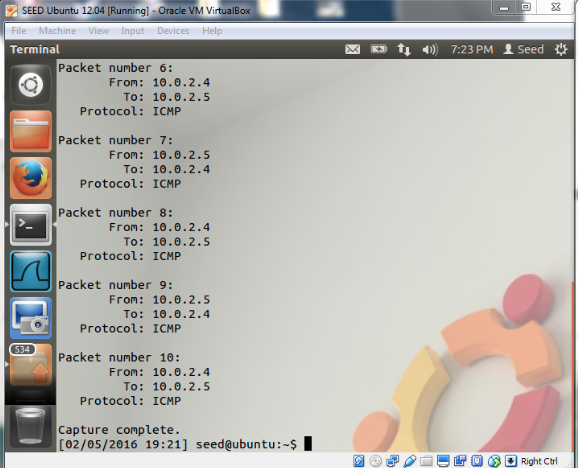 SEED Ubuntu 12.04 [Running] - Oracle VM VirtualBox
File Machine View Input Devices Help
Terminal 7:23 PM Seed
Packet number 6:
From: 10.0.2.4
To: 10.0.2.5
Protocol: ICMP
Packet number 7:
From: 10.0.2.5
To: 10.0.2.4
Protocol: ICMP
Packet number 8:
From: 10.0.2.4
To: 10.0.2.5
Protocol: ICMP
Packet number 9:
From: 10.0.2.5
To: 10.0.2.4
Protocol: ICMP
534
Packet number 10:
From: 10.0.2.4
To: 10.0.2.5
Protocol: ICMP
Capture complete.
[02/05/2016 19:21] seed@ubuntu:~$
Right Ctrl